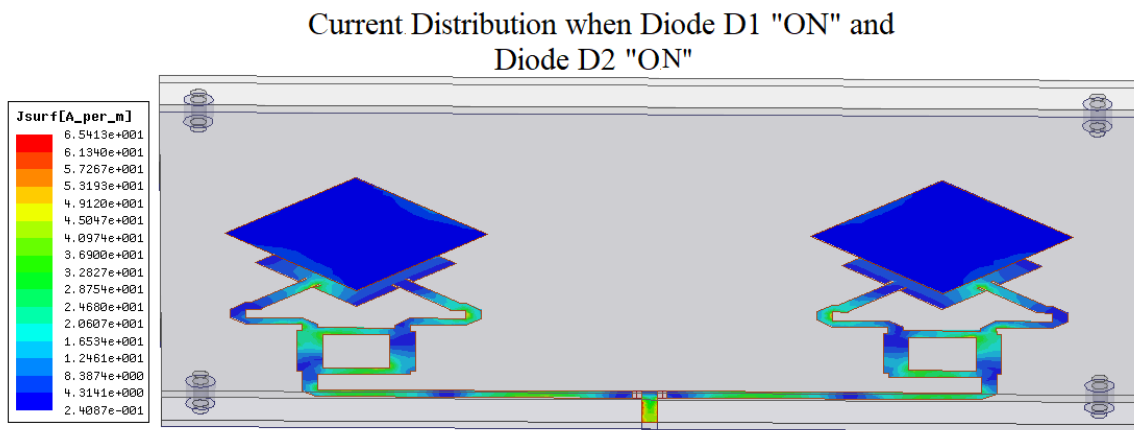 Current Distribution when Diode D1 "ON" and
Diode D2 "ON"
Jsurf[A_per_m]
6.5413e+001
6.1340e+001
5.7267e+001
5.3193e+001
4.9120e+001
4.5047e+001
4.0974e+001
3.6900e+001
3.2827e+001
2.8754e+001
2.4680e+001
2.0607e+001
1.6534e+001
1.2461e+001
8.3874e+000
4.3141e+000
2.4087e-001